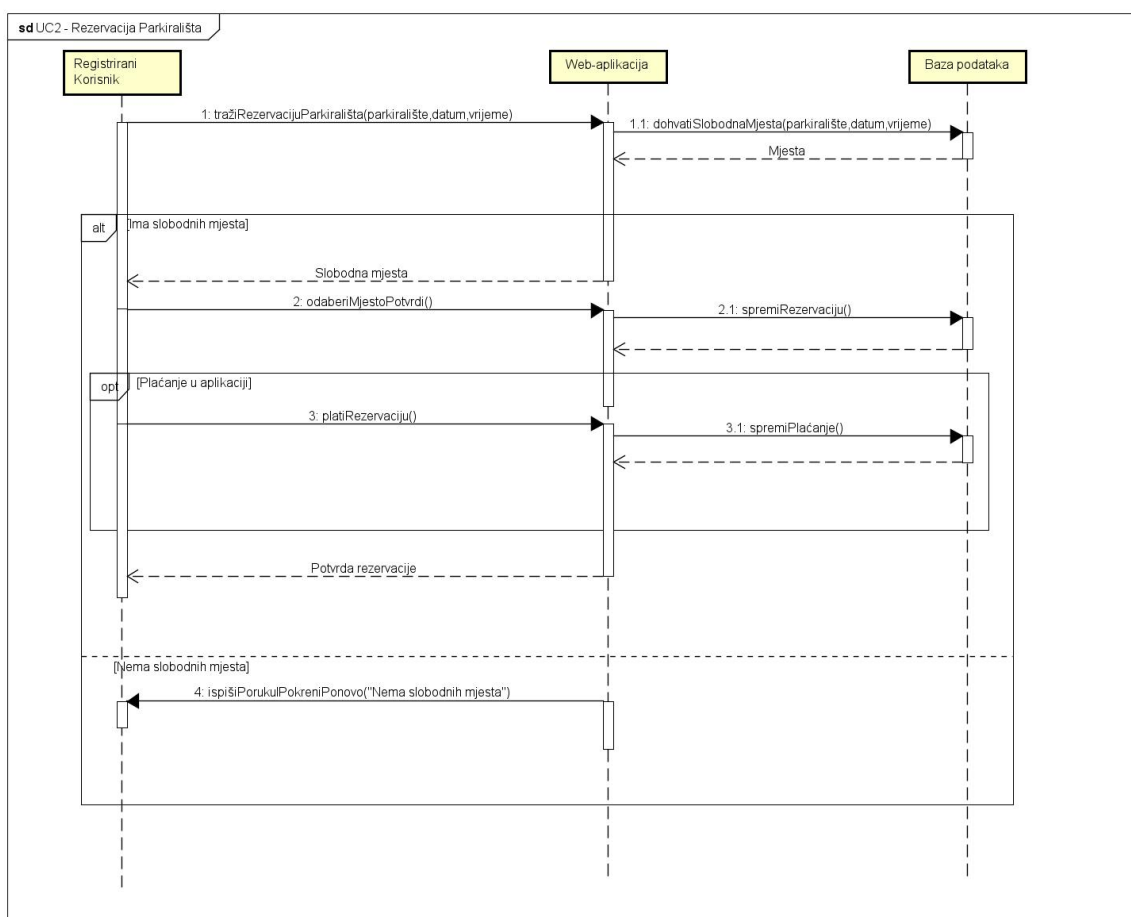 sd UC2 - Rezervacija Parkirališta
Registrirani
Korisnik
Web-aplikacija
Baza podataka
1: tražiRezervacijuParkirališta(parkiralište,datum,vrijeme)
1.1: dohvatiSlobodnaMjesta(parkiralište,datum,vrijeme)
Mjesta
alt
[Ima slobodnih mjesta]
Slobodna mjesta
2: odaberiMjestoPotvrdi()
2.1: spremiRezervaciju()
opt
[Plaćanje u aplikaciji]
3: platiRezervaciju()
3.1: spremiPlaćanje()
Potvrda rezervacije
[Nema slobodnih mjesta]
4: ispišiPorukuIPokreniPonovo("Nema slobodnih mjesta")